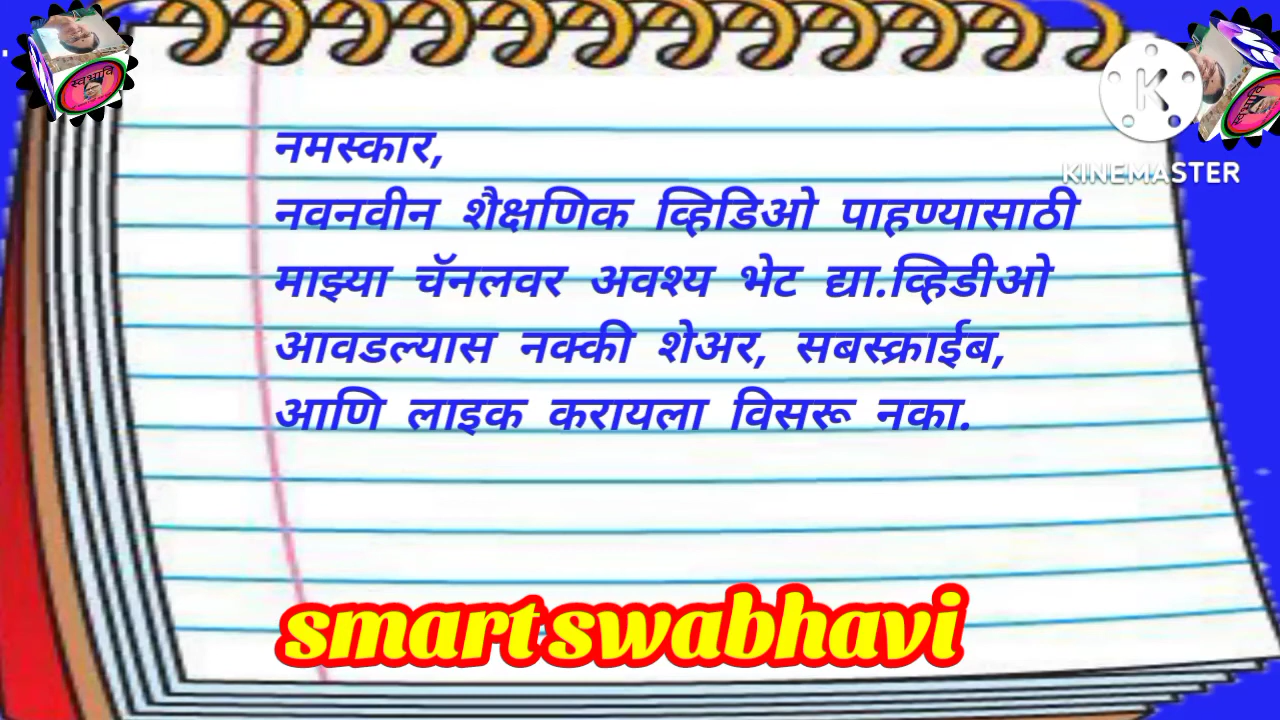 नमस्कार,
नवनवीन शैक्षणिक व्हिडिओ पाहण्यासाठी
माझ्या चॅनलवर अवश्य भेट द्या.व्हिडीओ
आवडल्यास नक्की शेअर, सबस्क्राईब,
आणि लाइक करायला विसरू नका.
smart swabhavi
K
KINEMASTER
स्वभावि